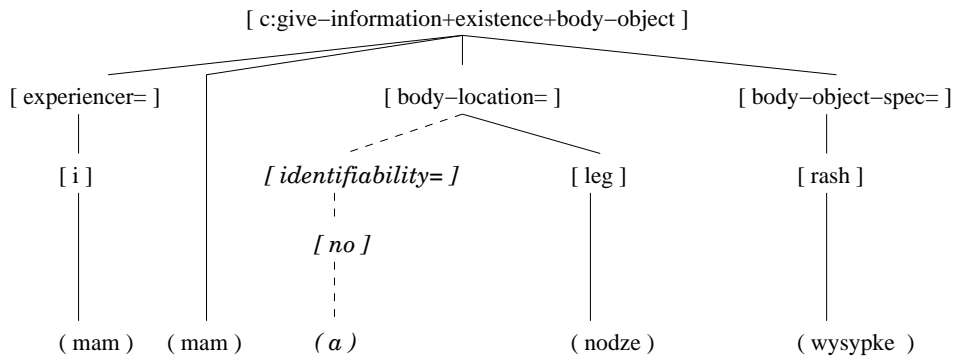 [ c:give−information+existence+body−object ]
[ experiencer= ] [ body−location= ] [ body−object−spec= ]
[ i ] [ identifiability= ] [ leg ] [ rash ]
[ no ]
( mam ) ( mam ) ( a ) ( nodze ) ( wysypke )